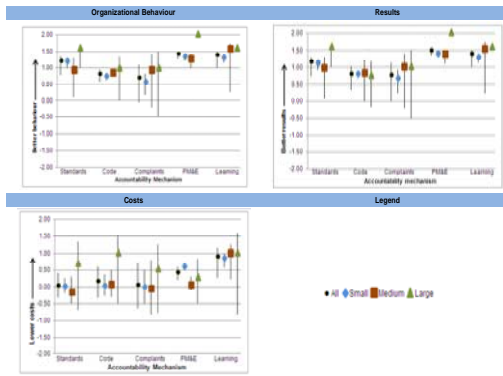 Organizational Behaviour
Results
2.00
1.50
1.00
0.50
0.00
-0.50
-1.00
-1.50
-2.00
Better behaviour
Standards Code Complaints PM&E Learning
Accountability Mechanism
2.00
1.50
1.00
0.50
0.00
-0.50
-1.00
-1.50
-2.00
Better results
Standards Code Complaints PM&E Learning
Accountability mechanism
Costs
Legend
2.00
1.50
1.00
0.50
0.00
-0.50
-1.00
-1.50
-2.00
Lower costs
Standards Code Complaints PM&E Learning
Accountability Mechanism
All Small Medium Large